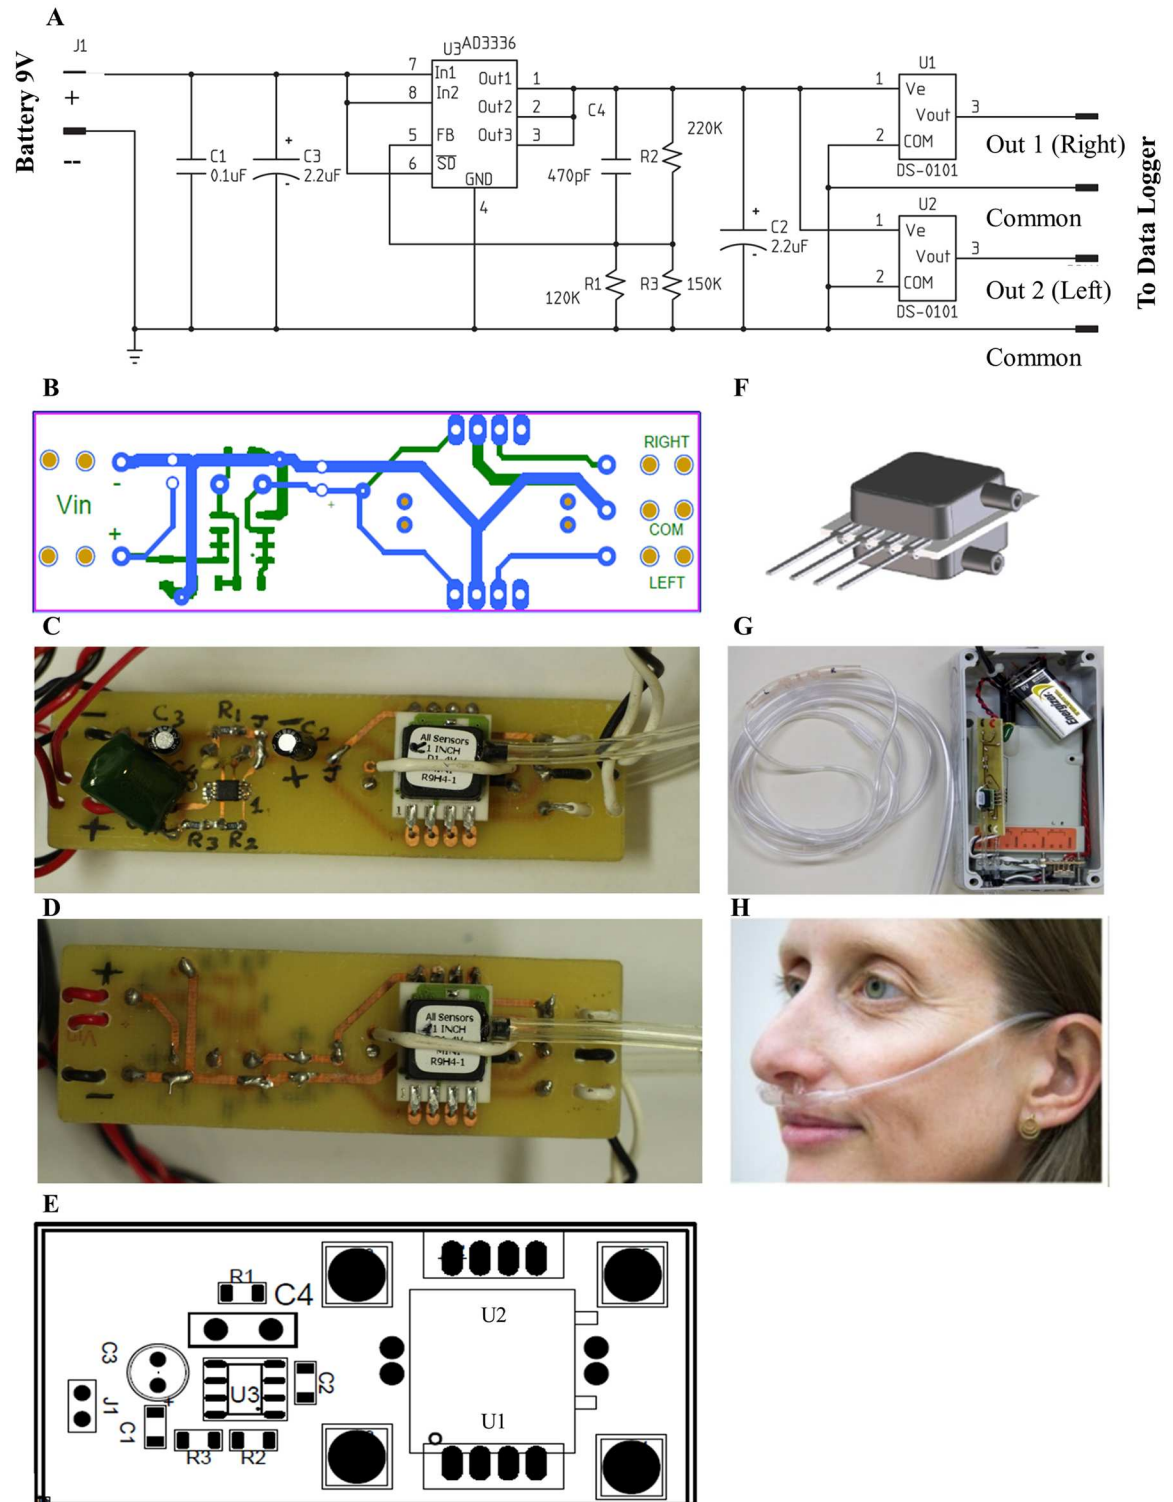 A
Battery 9V
J1
+
--
C1
0.1uF
+
C3
2.2uF
-
U3 AD3336
7 In1
8 In2
5 FB
6 SD
GND
4
Out1 1
Out2 2
Out3 3
C4
470pF
R2
220K
R1
120K
R3 150K
+
C2
2.2uF
-
U1
1 Ve
Vout 3
2 COM
DS-0101
U2
1 Ve
Vout 3
2 COM
DS-0101
Out 1 (Right)
Common
Out 2 (Left)
Common
To Data Logger
B
Vin
-
+
+
RIGHT
COM
LEFT
F
C
C3
R1
C2
-
+
+
R3 R2
1
All Sensors
1 INCH
R9H4-1
1
G
Energizer
D
+
-
All Sensors
1 INCH
MINI
R9H4-1
H
E
R1
C4
C3
+
U3
C2
J1
C1
R3
R2
U2
U1